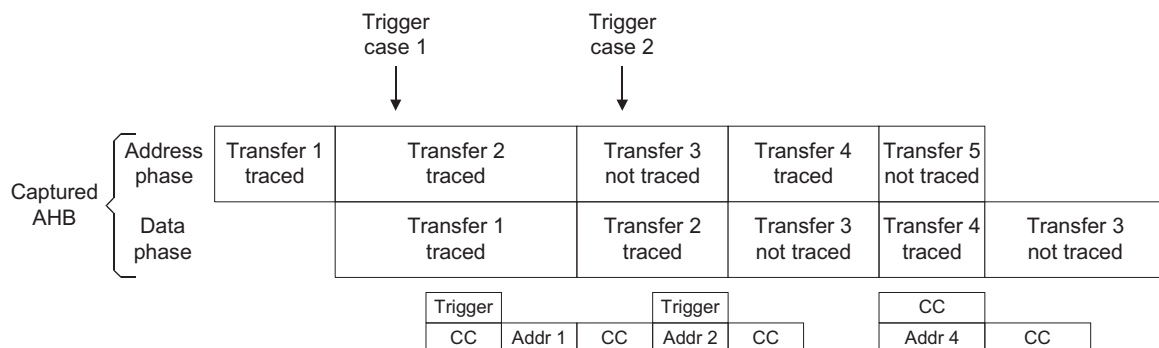 Trigger
case 1
Trigger
case 2
Captured
AHB
Address
phase
Transfer 1
traced
Transfer 2
traced
Transfer 3
not traced
Transfer 4
traced
Transfer 5
not traced
Data
phase
Transfer 1
traced
Transfer 2
traced
Transfer 3
not traced
Transfer 4
traced
Transfer 3
not traced
Trigger
Trigger
CC
CC
Addr 1
CC
Addr 2
CC
Addr 4
CC